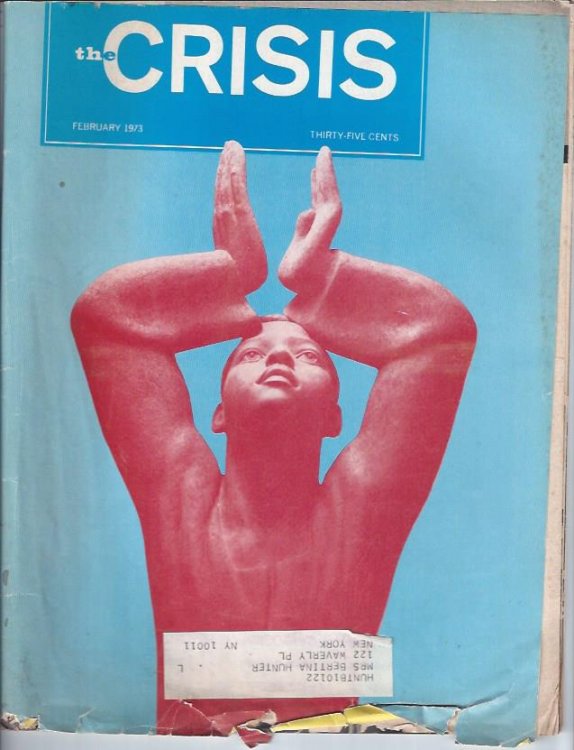 the CRISIS
FEBRUARY 1973 THIRTY-FIVE CENTS
HUNTB10122
MRS BERTINA HUNTER L
122 WAVERLY PL
NEW YORK NY 10011